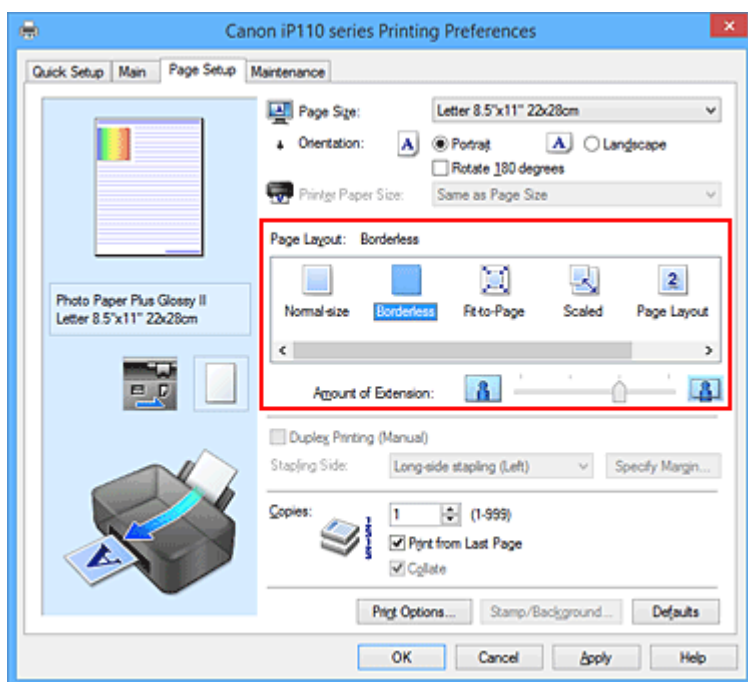 Canon iP110 series Printing Preferences
Quick Setup Main Page Setup Maintenance
Page Size: Letter 8.5"x11" 22x28cm
Orientation: A Portrait A Landscape
Rotate 180 degrees
Printer Paper Size: Same as Page Size
Page Layout: Borderless
2
Normal-size Borderless Fit-to-Page Scaled Page Layout
Photo Paper Plus Glossy II
Letter 8.5"x11" 22x28cm
Amount of Extension:
Duplex Printing (Manual)
Stapling Side: Long-side stapling (Left) Specify Margin...
Copies: 1 (1-999)
Print from Last Page
Collate
A
Print Options... Stamp/Background... Defaults
OK Cancel Apply Help